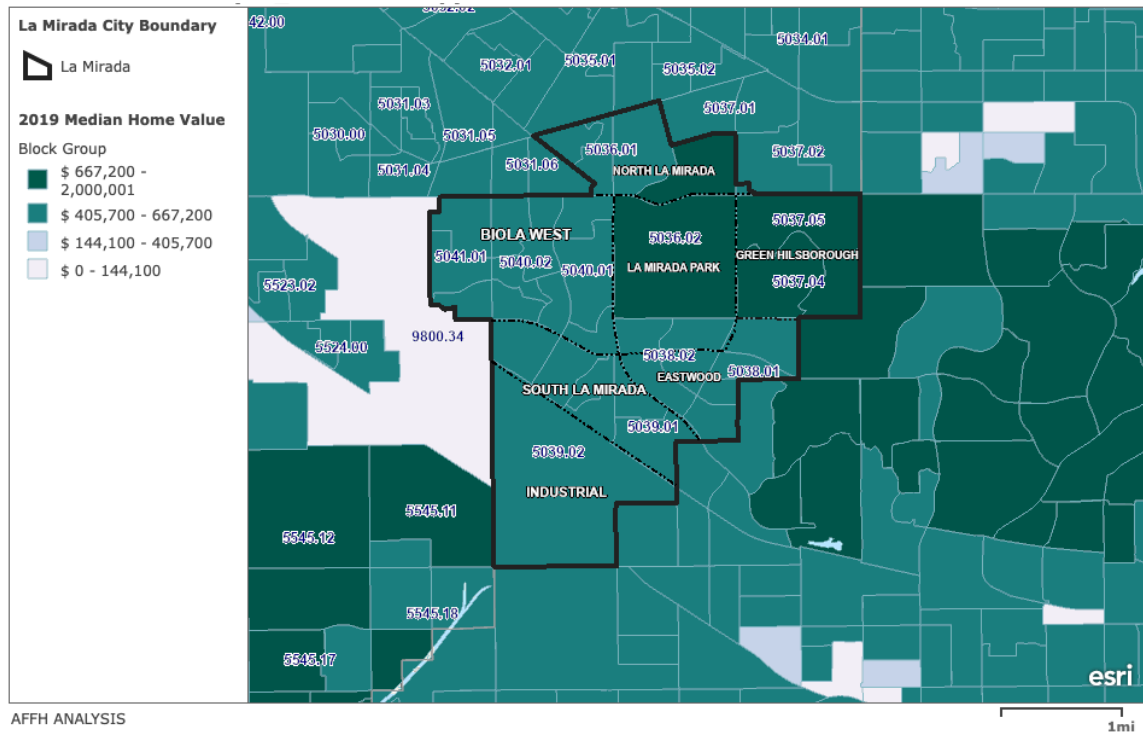 La Mirada City Boundary
La Mirada
2019 Median Home Value
Block Group
$ 667,200 -
2,000,001
$ 405,700 - 667,200
$ 144,100 - 405,700
$ 0 - 144,100
42.00
5032.02
5032.01
5035.01
5034.01
5035.02
5031.03
5037.01
5030.00
5031.05
5036.01
5037.02
5031.06
5031.04
NORTH LA MIRADA
5037.05
BIOLA WEST
5036.02
5041.01
5040.02
5040.01
LA MIRADA PARK
GREEN HILSBOROUGH
5037.04
5523.02
9800.34
5524.00
5038.02
5038.01
EASTWOOD
SOUTH LA MIRADA
5039.01
5039.02
INDUSTRIAL
5545.11
5545.12
5545.18
5545.17
esri
AFFH ANALYSIS
1mi